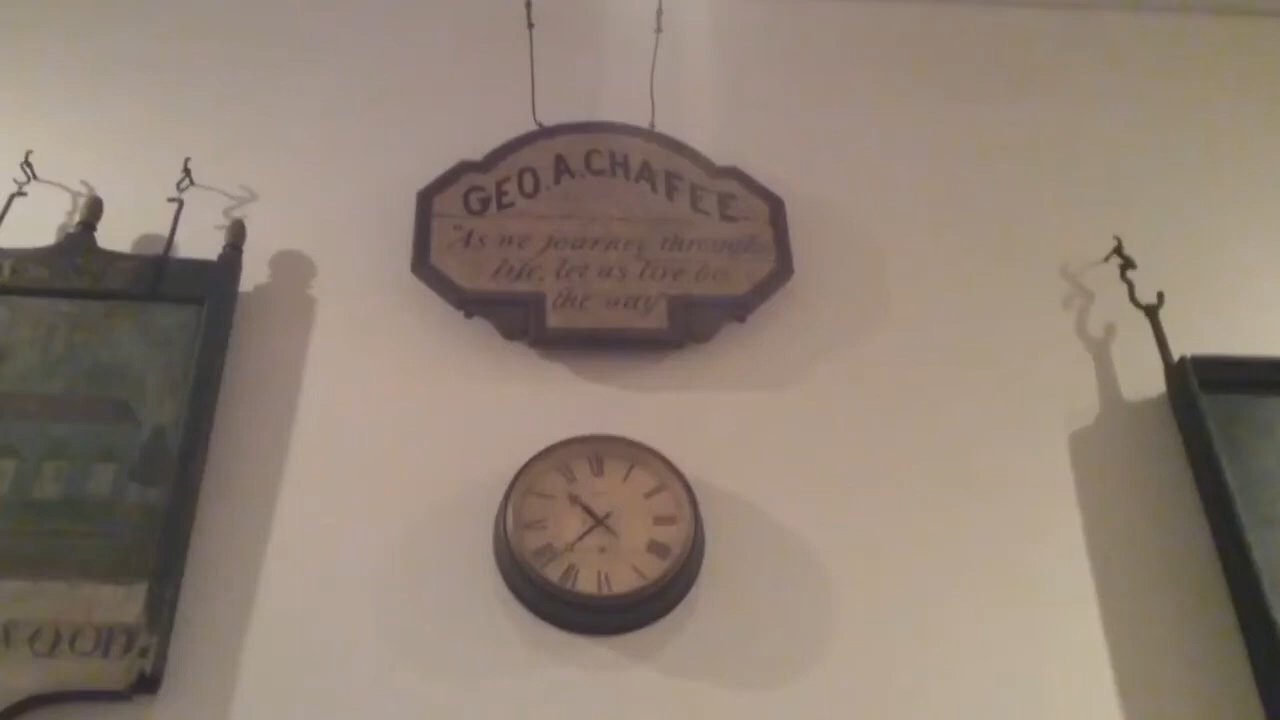 GEO. A. CHAFEE
"As we journey through
life, let us live by
the way"